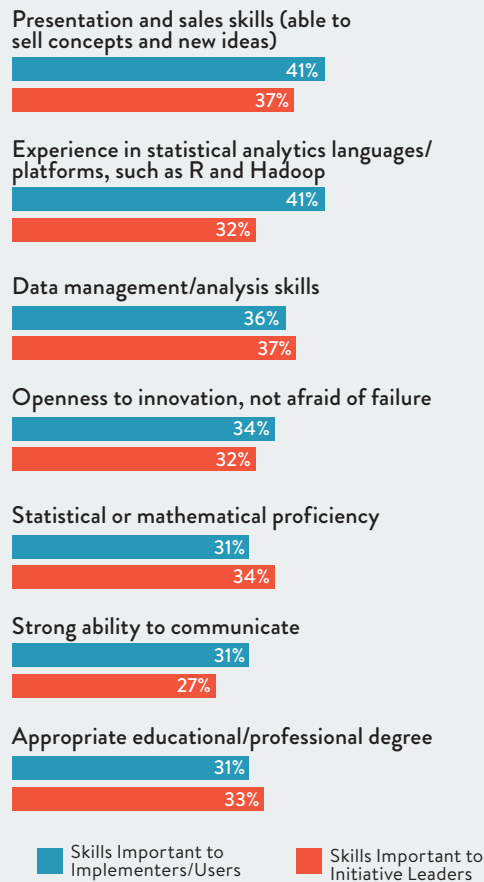 Presentation and sales skills (able to
sell concepts and new ideas)
41%
37%
Experience in statistical analytics languages/
platforms, such as R and Hadoop
41%
32%
Data management/analysis skills
36%
37%
Openness to innovation, not afraid of failure
34%
32%
Statistical or mathematical proficiency
31%
34%
Strong ability to communicate
31%
27%
Appropriate educational/professional degree
31%
33%
Skills Important to
Implementers/Users
Skills Important to
Initiative Leaders